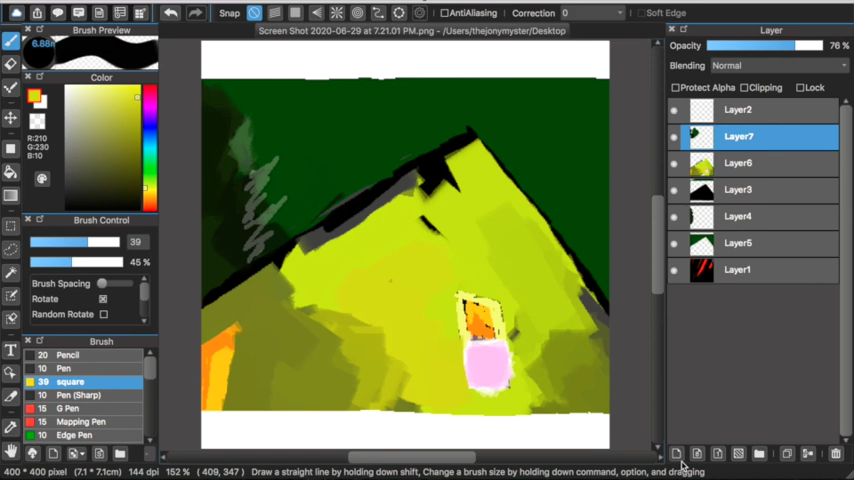 Snap
AntiAliasing
Correction
0
Soft Edge
Brush Preview
6.88m
Screen Shot 2020-06-29 at 7.21.01 PM.png - /Users/thejonymyster/Desktop
Layer
Opacity
76 %
Color
Blending
Normal
Protect Alpha
Clipping
Lock
R:210
G:230
B:10
Layer2
Layer7
Layer6
Layer3
Layer4
Layer5
Layer1
Brush Control
39
45 %
Brush Spacing
Rotate
Random Rotate
Brush
20 Pencil
10 Pen
39 square
10 Pen (Sharp)
15 G Pen
15 Mapping Pen
10 Edge Pen
400 * 400 pixel (7.1 * 7.1cm) 144 dpi 152 % ( 409, 347 ) Draw a straight line by holding down shift, Change a brush size by holding down command, option, and dragging